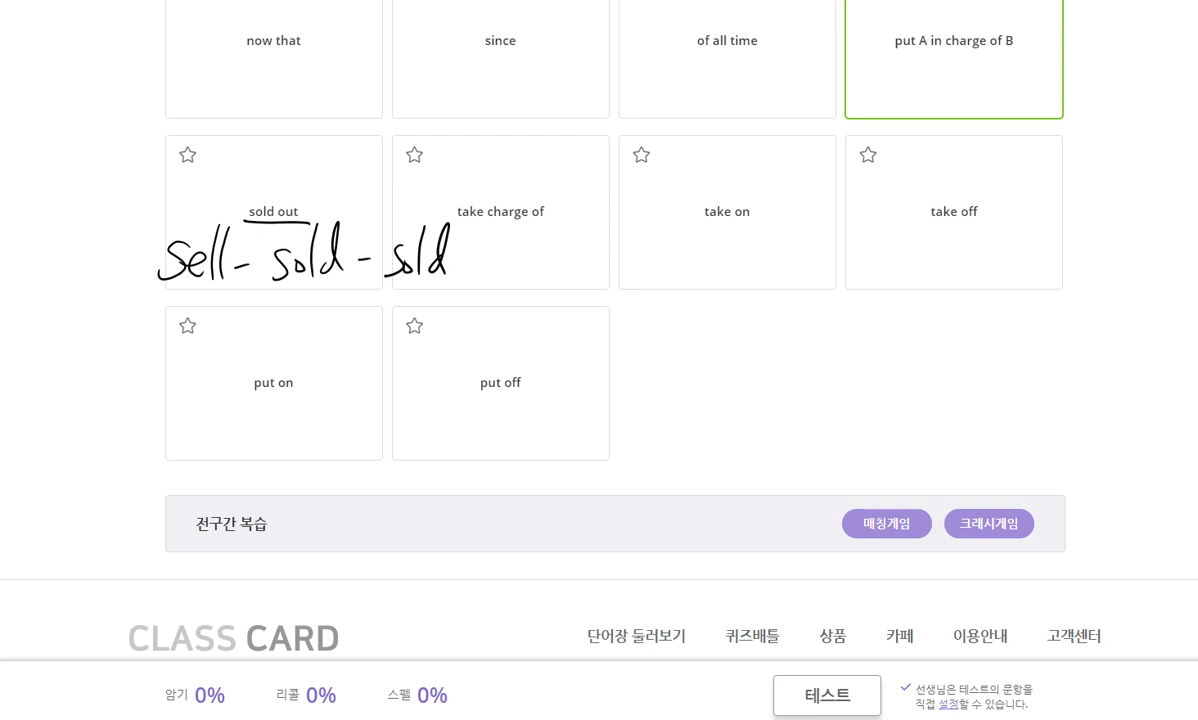 now that
since
of all time
put A in charge of B
sold out
take charge of
take on
take off
sell - sold - sold
put on
put off
전구간 복습
매칭게임
크래시게임
CLASS CARD
단어장 둘러보기
퀴즈배틀
상품
카페
이용안내
고객센터
암기 0%
리콜 0%
스펠 0%
테스트
선생님은 테스트의 문항을
직접 설정할 수 있습니다.